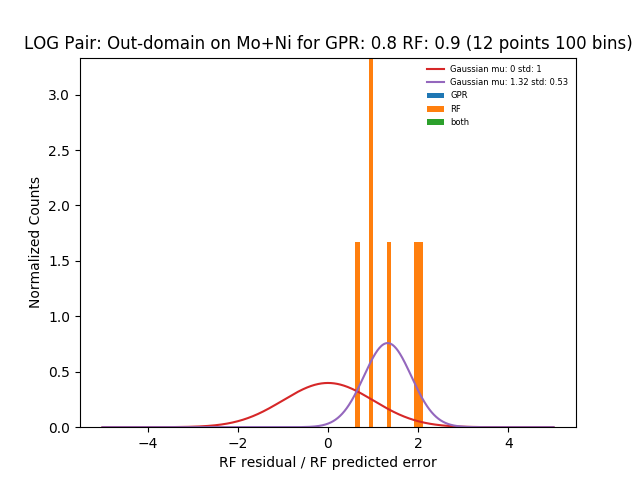 LOG Pair: Out-domain on Mo+Ni for GPR: 0.8 RF: 0.9 (12 points 100 bins)
Gaussian mu: 0 std: 1
Gaussian mu: 1.32 std: 0.53
GPR
RF
both
Normalized Counts
3.0
2.5
2.0
1.5
1.0
0.5
0.0
−4 −2 0 2 4
RF residual / RF predicted error